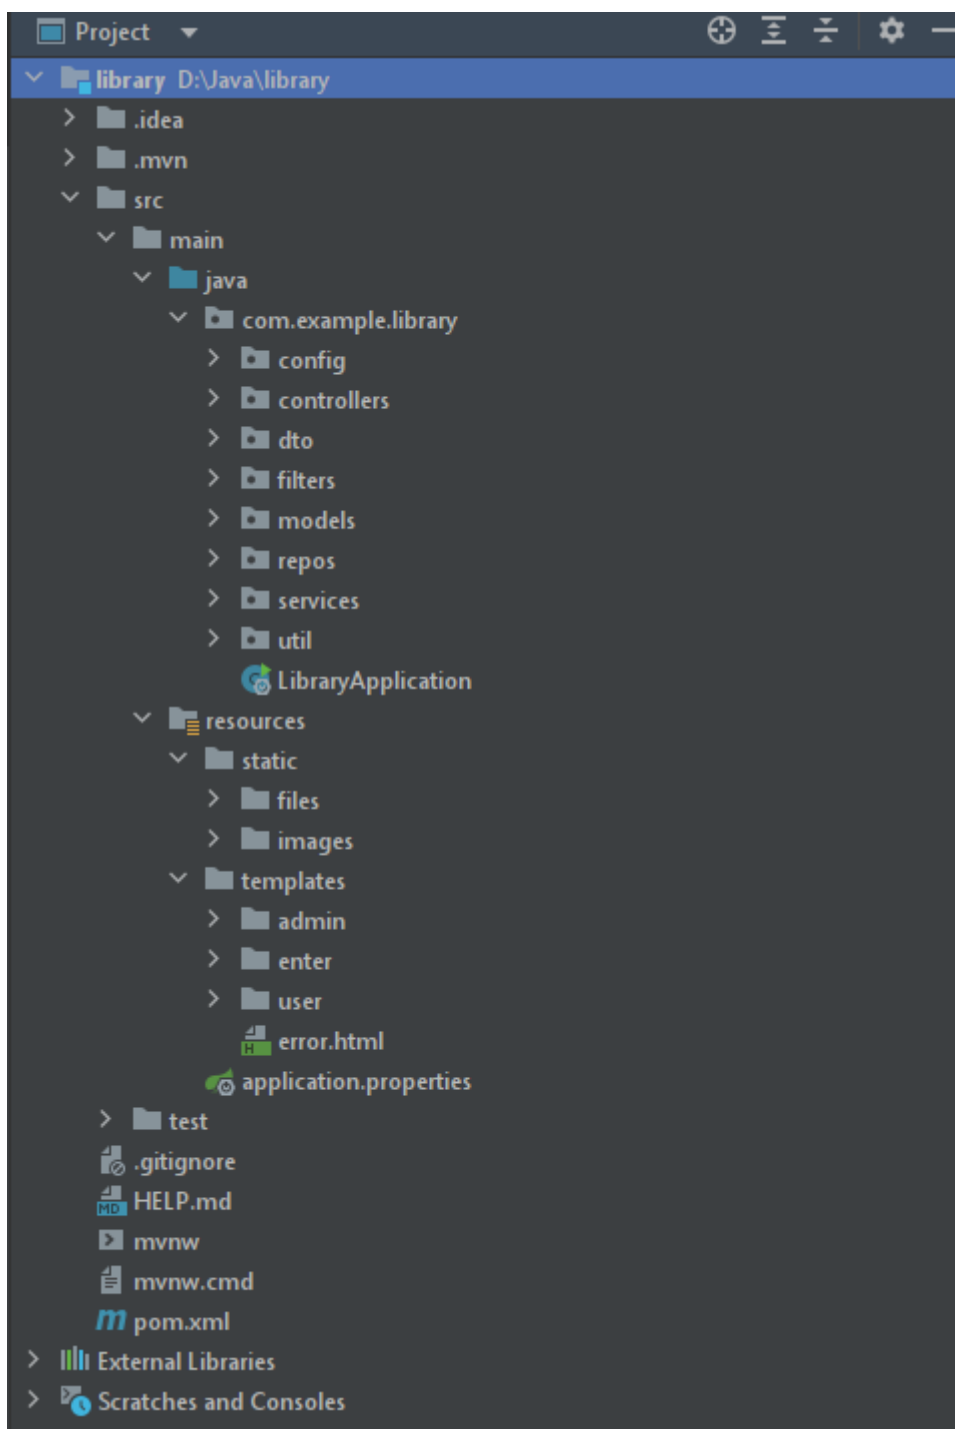 Project
library D:\Java\library
.idea
.mvn
src
main
java
com.example.library
config
controllers
dto
filters
models
repos
services
util
LibraryApplication
resources
static
files
images
templates
admin
enter
user
H error.html
application.properties
test
.gitignore
MD HELP.md
mvnw
mvnw.cmd
m pom.xml
External Libraries
Scratches and Consoles